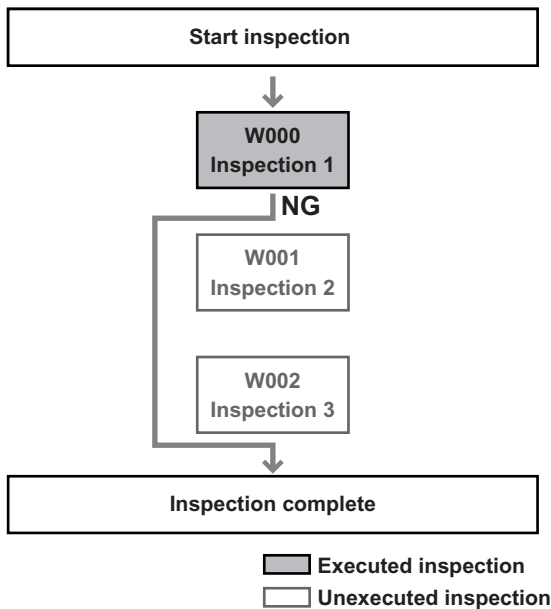 Start inspection
W000
Inspection 1
NG
W001
Inspection 2
W002
Inspection 3
Inspection complete
Executed inspection
Unexecuted inspection